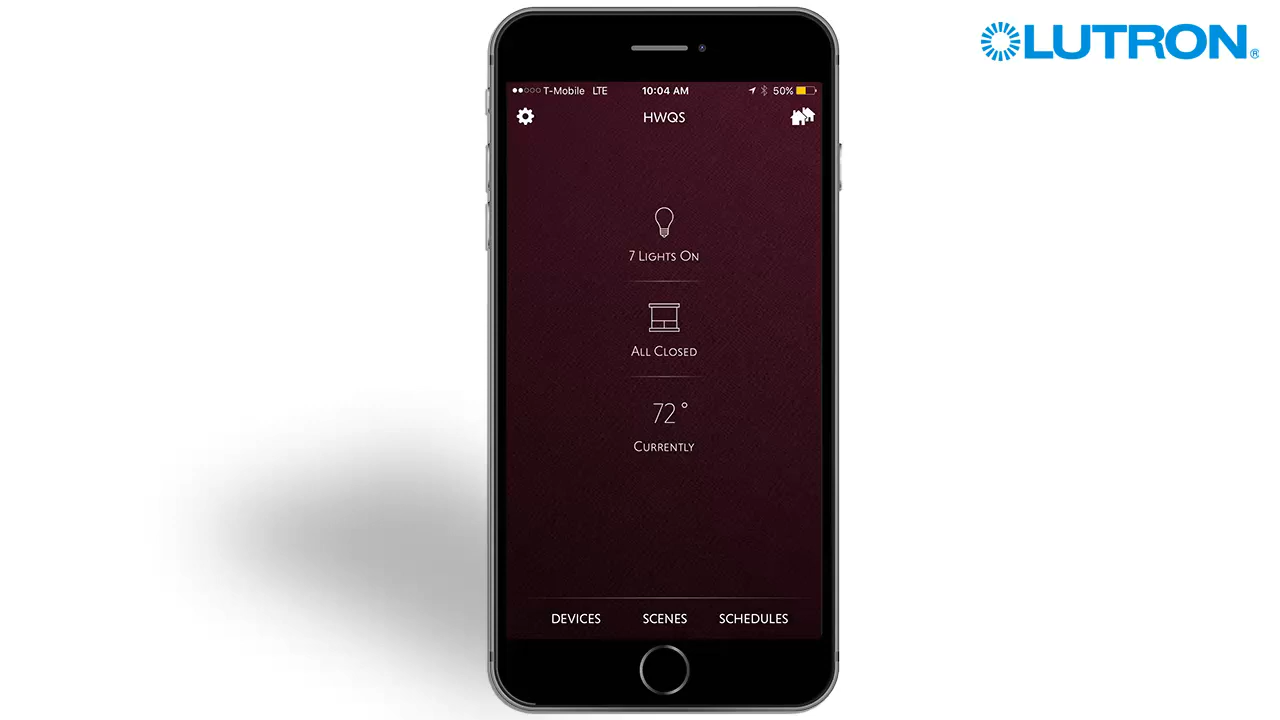 LUTRON®
T-Mobile LTE 10:04 AM 50%
HWQS
7 Lights On
All Closed
72°
Currently
DEVICES SCENES SCHEDULES